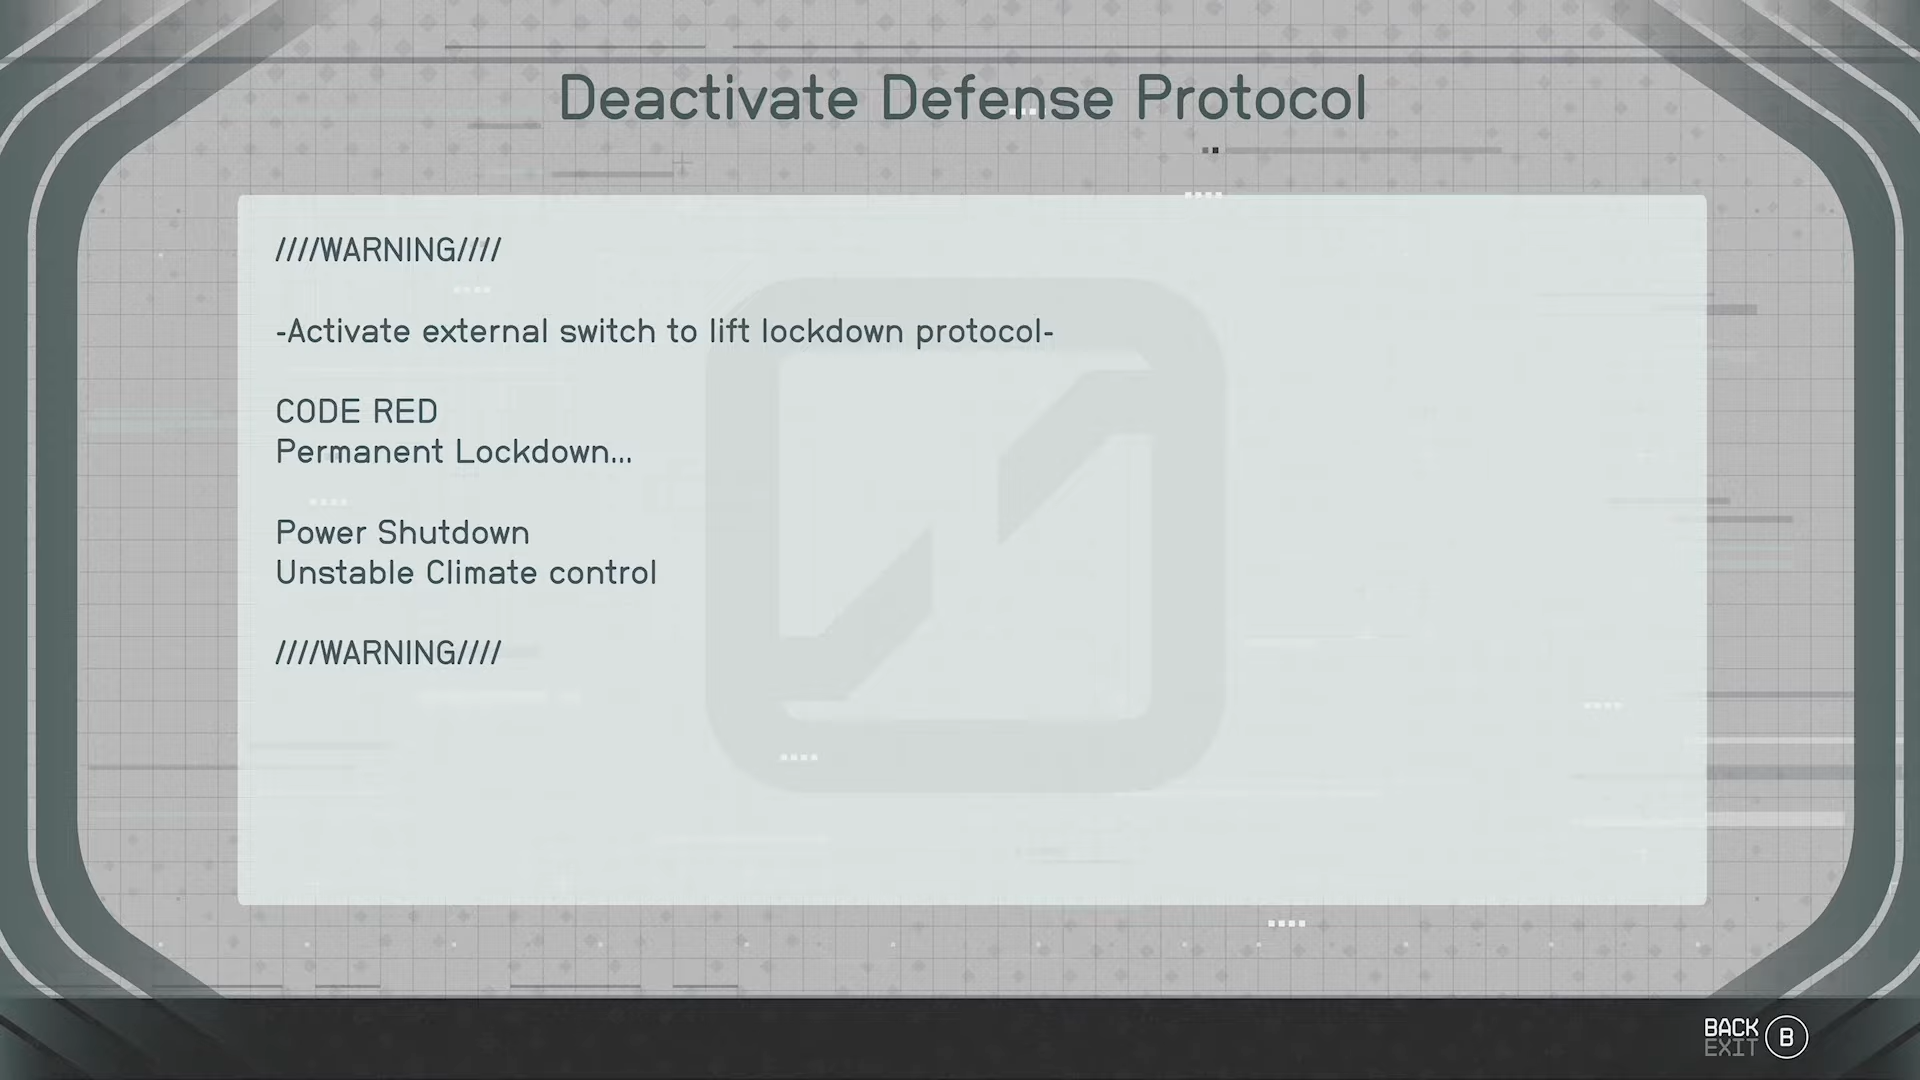 Deactivate Defense Protocol
////WARNING////
-Activate external switch to lift lockdown protocol-
CODE RED
Permanent Lockdown...
Power Shutdown
Unstable Climate control
////WARNING////
BACK
EXIT
B